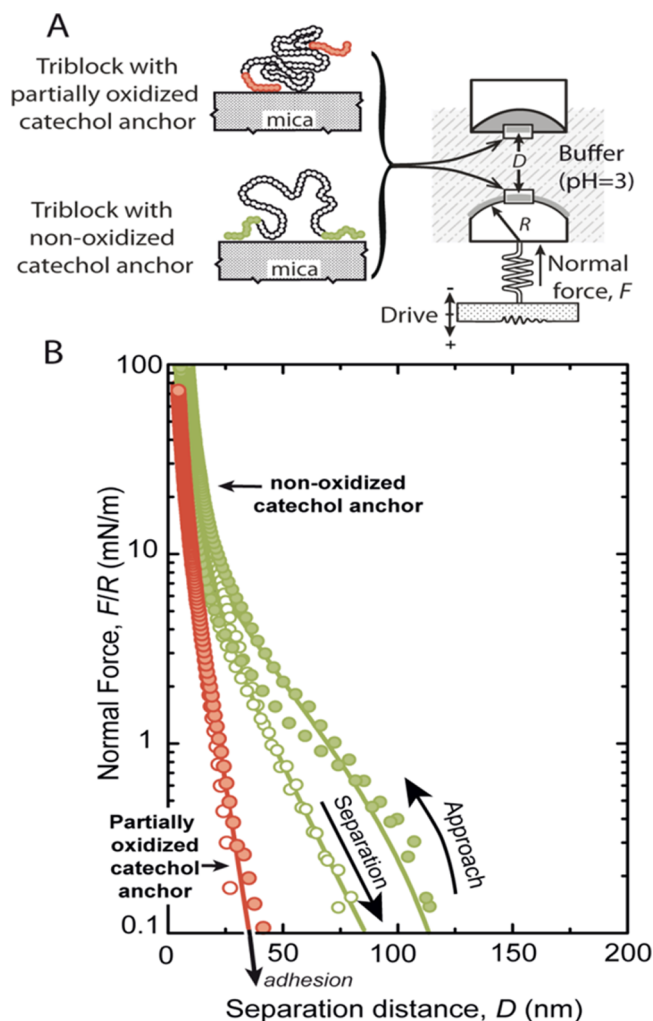 A
Triblock with
partially oxidized
catechol anchor
mica
Triblock with
non-oxidized
catechol anchor
mica
D
Buffer
(pH=3)
R
Normal
force, F
-
Drive
+
B
Normal Force, F/R (mN/m)
100
10
1
0.1
non-oxidized
catechol anchor
Partially
oxidized
catechol
anchor
Separation
Approach
0
50
100
150
200
adhesion
Separation distance, D (nm)